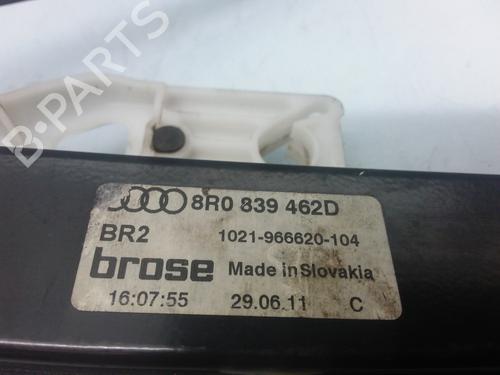 B-PARTS
8R0 839 462D
BR2 1021-966620-104
brose Made in Slovakia
16:07:55 29.06.11 C